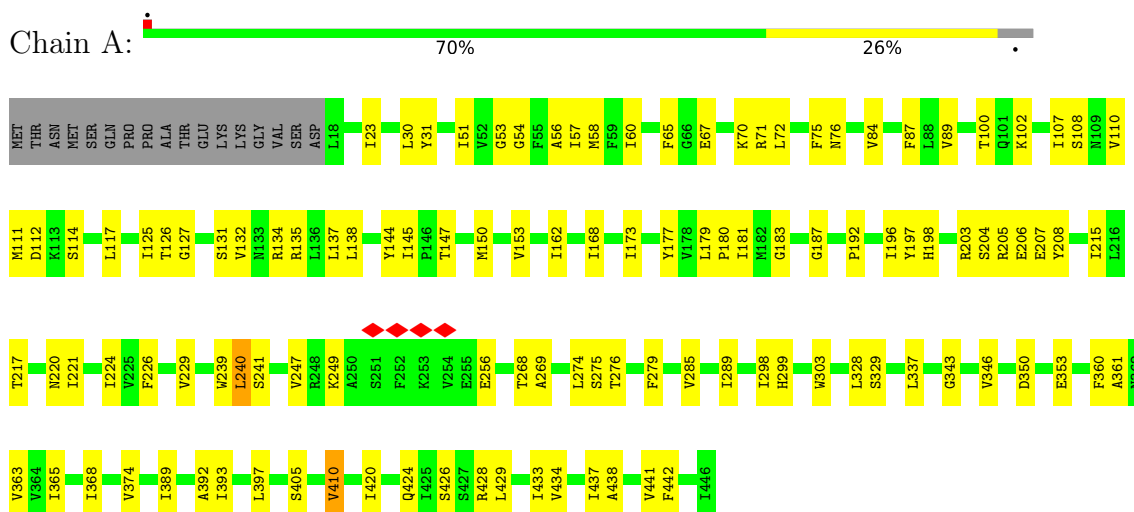 Chain A:
70% 26%
MET THR ASN MET SER GLN PRO PRO ALA THR GLU LYS LYS GLY VAL SER ASP L18 I23 L30 Y31 I51 V52 G53 G54 F55 A56 I57 M58 F59 I60 F65 G66 E67 K70 R71 L72 F75 N76 V84 F87 L88 V89 T100 Q101 K102 I107 S108 N109 V110
M111 D112 K113 S114 L117 I125 T126 G127 S131 V132 N133 R134 R135 L136 L137 L138 Y144 I145 P146 T147 M150 V153 I162 I168 I173 Y177 V178 L179 P180 I181 M182 G183 G187 P192 I196 Y197 H198 R203 S204 R205 E206 E207 Y208 I215 L216
T217 N220 I221 I224 V225 F226 V229 W239 L240 S241 V247 R248 K249 A250 S251 F252 K253 V254 E255 E256 T268 A269 L274 S275 T276 F279 V285 I289 I298 H299 W303 L328 S329 L337 G343 V346 D350 E353 F360 A361
V363 V364 I365 I368 V374 I389 A392 I393 L397 S405 V410 I420 Q424 I425 S426 S427 R428 L429 I433 V434 I437 A438 V441 F442 I446